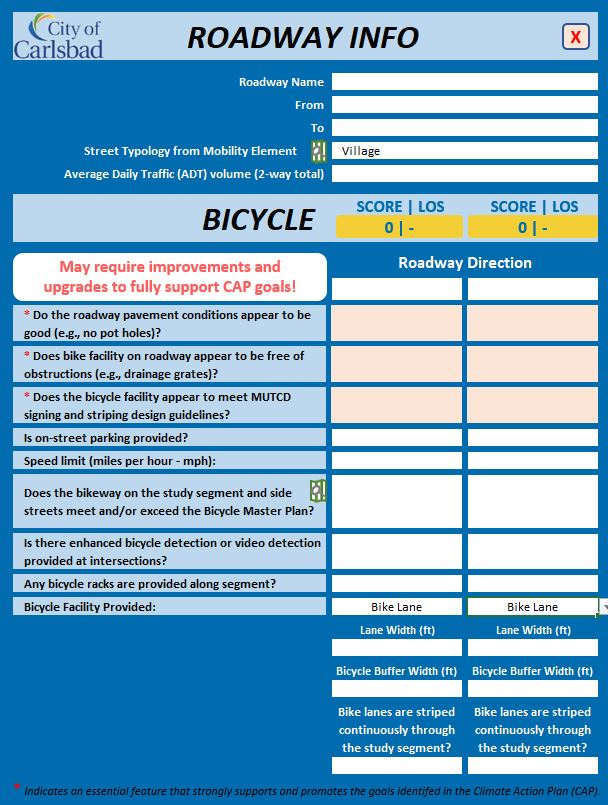 City of
Carlsbad
ROADWAY INFO
X
Roadway Name
From
To
Street Typology from Mobility Element
Village
Average Daily Traffic (ADT) volume (2-way total)
BICYCLE
SCORE | LOS
SCORE | LOS
0 | -
0 | -
May require improvements and
upgrades to fully support CAP goals!
Roadway Direction
* Do the roadway pavement conditions appear to be
good (e.g., no pot holes)?
* Does bike facility on roadway appear to be free of
obstructions (e.g., drainage grates)?
* Does the bicycle facility appear to meet MUTCD
signing and striping design guidelines?
Is on-street parking provided?
Speed limit (miles per hour - mph):
Does the bikeway on the study segment and side
streets meet and/or exceed the Bicycle Master Plan?
Is there enhanced bicycle detection or video detection
provided at intersections?
Any bicycle racks are provided along segment?
Bicycle Facility Provided:
Bike Lane
Bike Lane
Lane Width (ft)
Lane Width (ft)
Bicycle Buffer Width (ft)
Bicycle Buffer Width (ft)
Bike lanes are striped
continuously through
the study segment?
Bike lanes are striped
continuously through
the study segment?
* Indicates an essential feature that strongly supports and promotes the goals identifed in the Climate Action Plan (CAP).